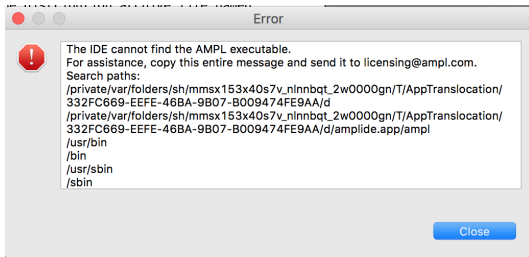 Error
The IDE cannot find the AMPL executable.
For assistance, copy this entire message and send it to licensing@ampl.com.
Search paths:
/private/var/folders/sh/mmsx153x40s7v_nlnnbqt_2w0000gn/T/AppTranslocation/
332FC669-EEFE-46BA-9B07-B009474FE9AA/d
/private/var/folders/sh/mmsx153x40s7v_nlnnbqt_2w0000gn/T/AppTranslocation/
332FC669-EEFE-46BA-9B07-B009474FE9AA/d/amplide.app/ampl
/usr/bin
/bin
/usr/sbin
/sbin
Close